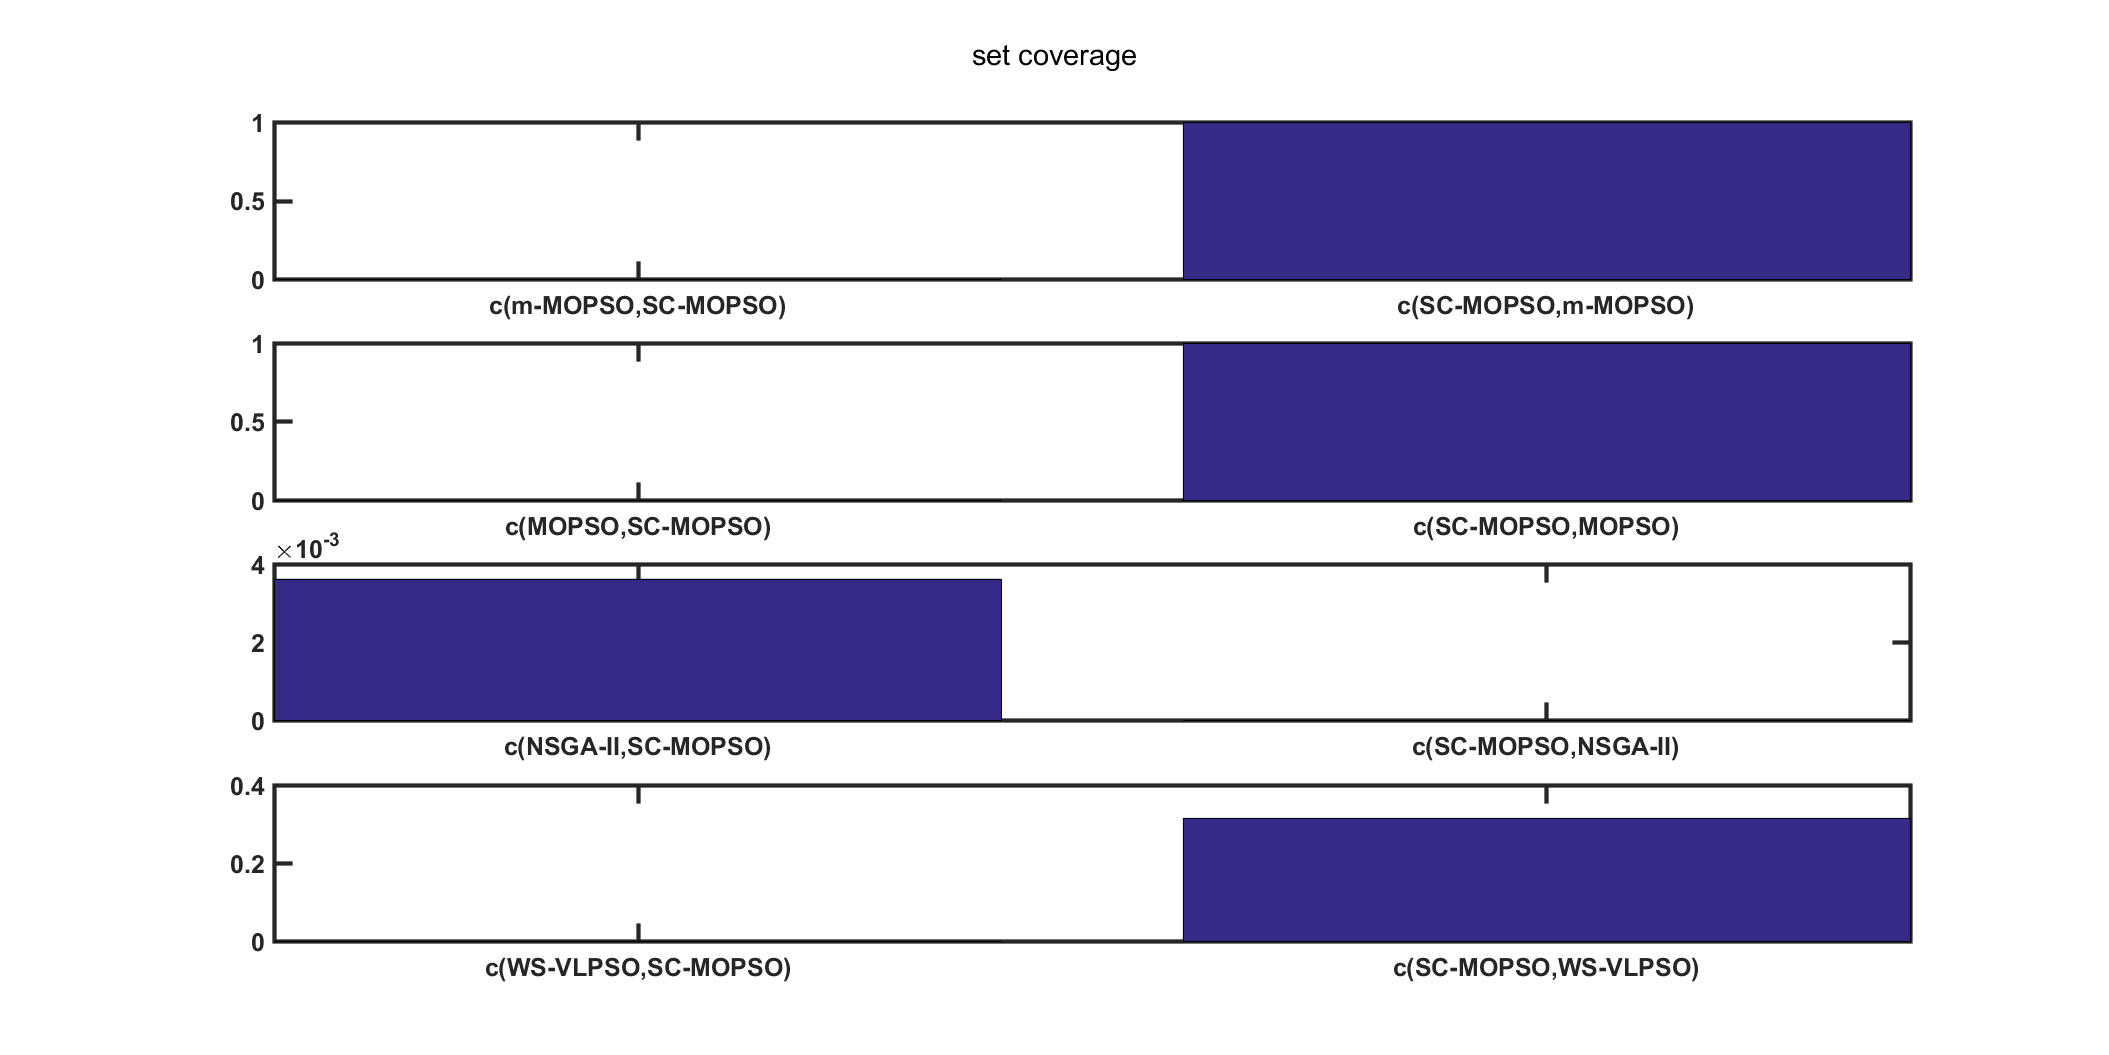 set coverage
1
0.5
0
c(m-MOPSO,SC-MOPSO) c(SC-MOPSO,m-MOPSO)
1
0.5
0
c(MOPSO,SC-MOPSO) c(SC-MOPSO,MOPSO)
×10⁻³
4
2
0
c(NSGA-II,SC-MOPSO) c(SC-MOPSO,NSGA-II)
0.4
0.2
0
c(WS-VLPSO,SC-MOPSO) c(SC-MOPSO,WS-VLPSO)